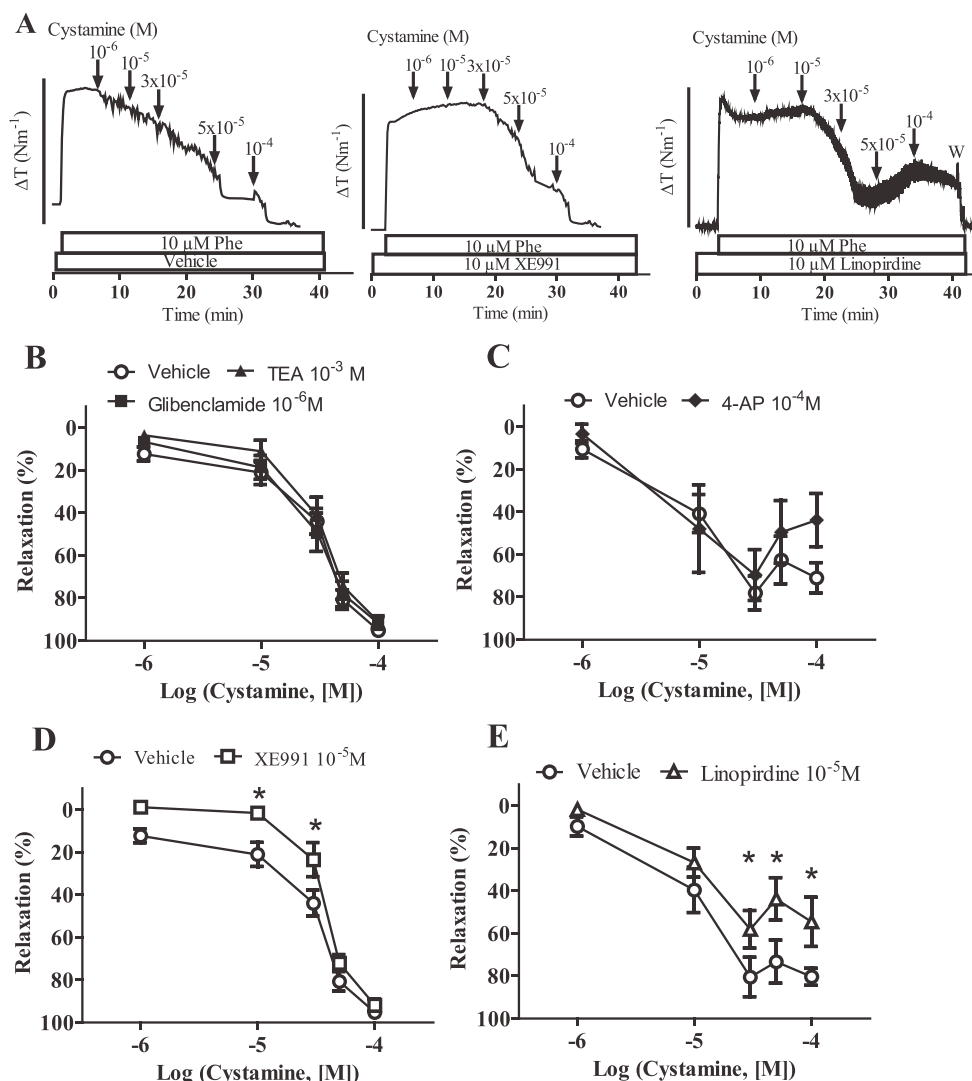 A
Cystamine (M)
10-6
10-5
3x10-5
5x10-5
10-4
ΔT (Nm-1)
10 µM Phe
Vehicle
0 10 20 30 40
Time (min)
Cystamine (M)
10-6 10-5 3x10-5
5x10-5
10-4
ΔT (Nm-1)
10 µM Phe
10 µM XE991
0 10 20 30 40
Time (min)
Cystamine (M)
10-6 10-5
3x10-5
5x10-5
10-4
W
ΔT (Nm-1)
10 µM Phe
10 µM Linopirdine
0 10 20 30 40
Time (min)
B
Vehicle TEA 10-3 M
Glibenclamide 10-6M
Relaxation (%)
0
20
40
60
80
100
-6 -5 -4
Log (Cystamine, [M])
C
Vehicle 4-AP 10-4M
Relaxation (%)
0
20
40
60
80
100
-6 -5 -4
Log (Cystamine, [M])
D
Vehicle XE991 10-5M
Relaxation (%)
0
20
40
60
80
100
* *
-6 -5 -4
Log (Cystamine, [M])
E
Vehicle Linopirdine 10-5M
Relaxation (%)
0
20
40
60
80
100
* * *
-6 -5 -4
Log (Cystamine, [M])